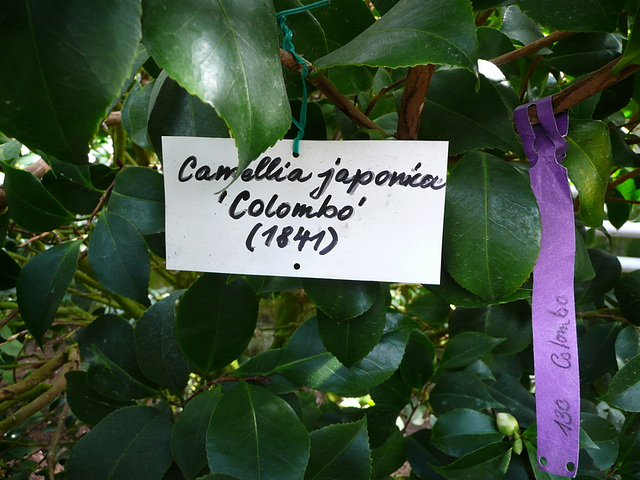 Camellia japonica
'Colombo'
(1841)
130 Colombo